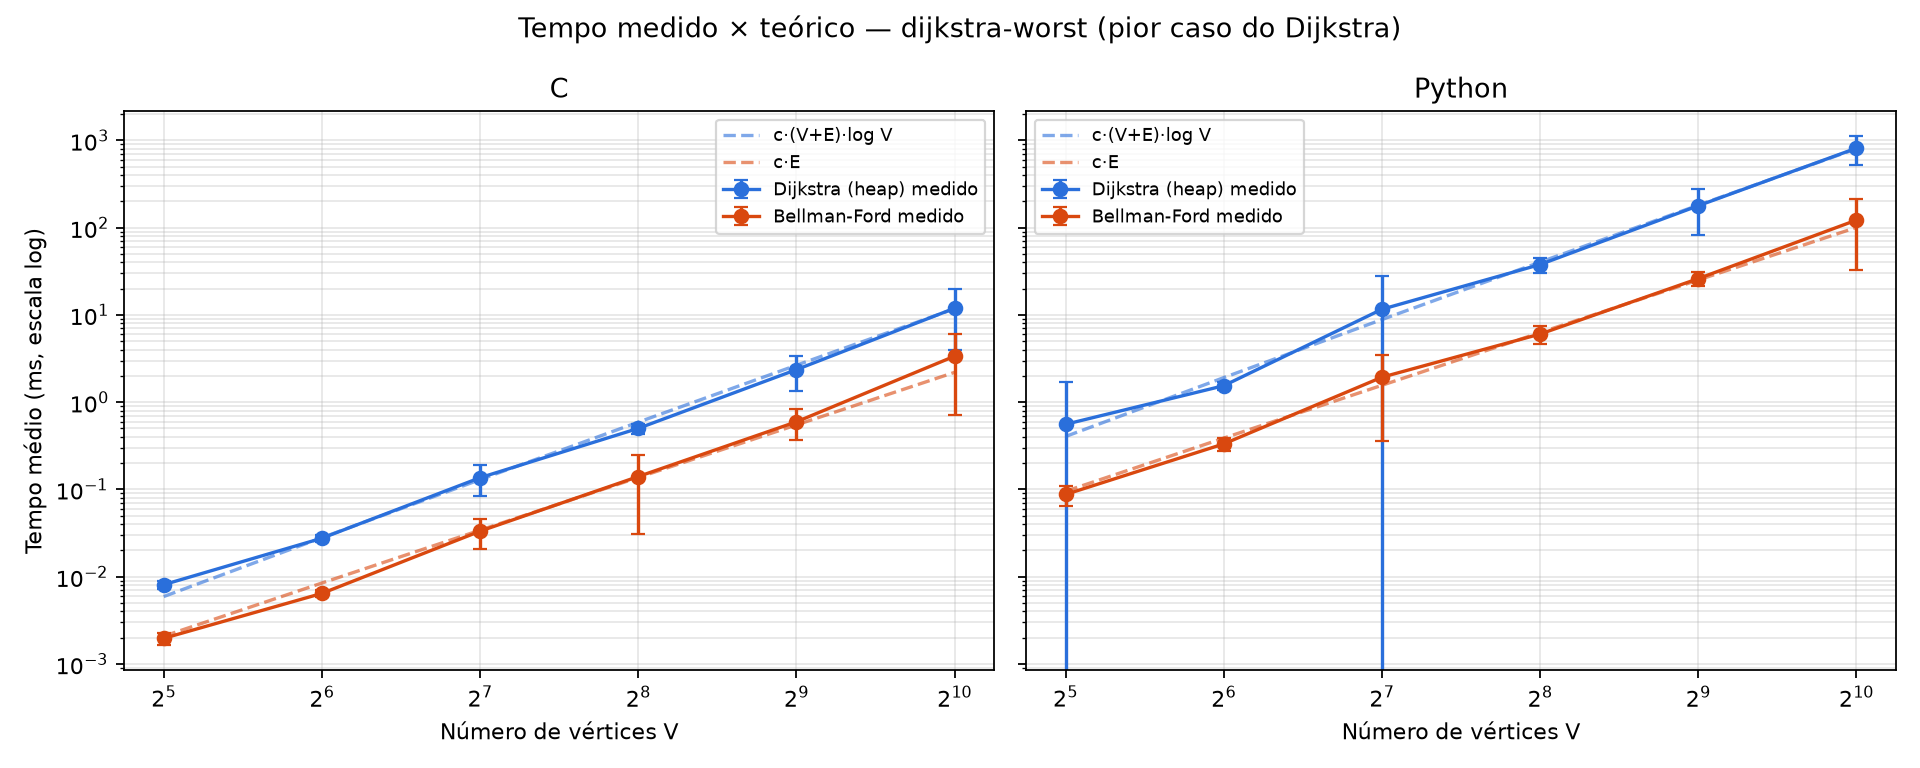 Tempo medido × teórico — dijkstra-worst (pior caso do Dijkstra)
C
Tempo médio (ms, escala log)
10³
10²
10¹
10⁰
10⁻¹
10⁻²
10⁻³
c·(V+E)·log V
c·E
Dijkstra (heap) medido
Bellman-Ford medido
2⁵ 2⁶ 2⁷ 2⁸ 2⁹ 2¹⁰
Número de vértices V
Python
c·(V+E)·log V
c·E
Dijkstra (heap) medido
Bellman-Ford medido
2⁵ 2⁶ 2⁷ 2⁸ 2⁹ 2¹⁰
Número de vértices V